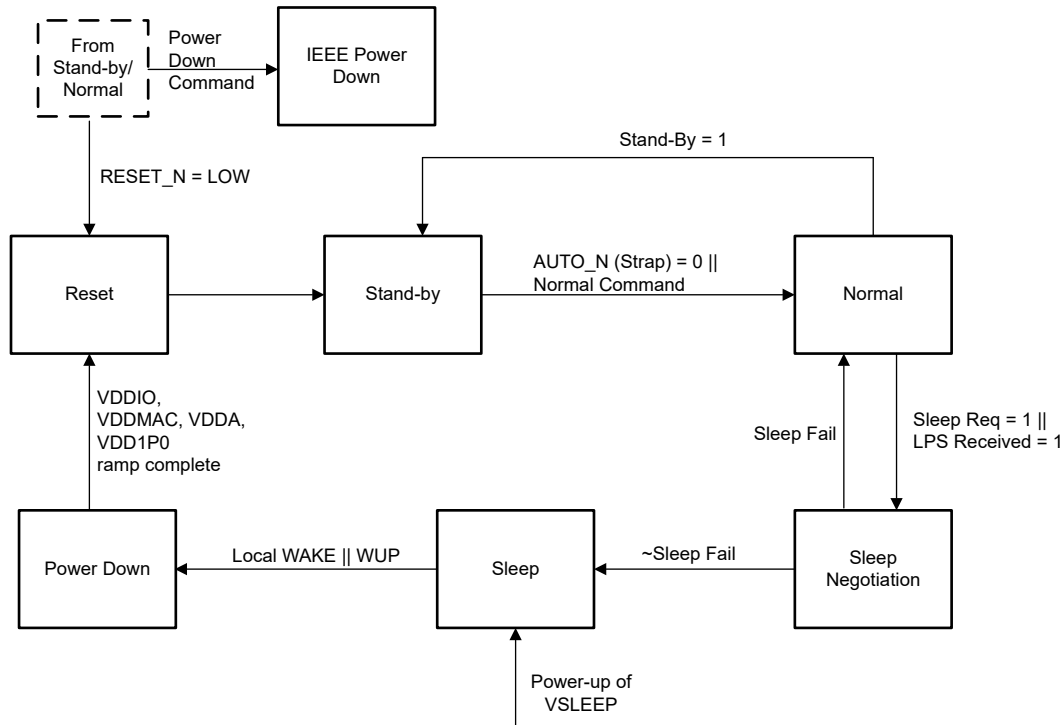 From
Stand-by/
Normal
Power
Down
Command
IEEE Power
Down
Stand-By = 1
RESET_N = LOW
Reset
Stand-by
AUTO_N (Strap) = 0 ||
Normal Command
Normal
VDDIO,
VDDMAC, VDDA,
VDD1P0
ramp complete
Sleep Fail
Sleep Req = 1 ||
LPS Received = 1
Power Down
Local WAKE || WUP
Sleep
~Sleep Fail
Sleep
Negotiation
Power-up of
VSLEEP